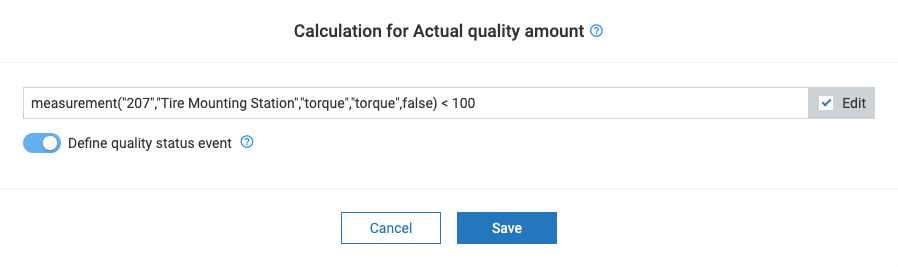 Calculation for Actual quality amount
measurement("207","Tire Mounting Station","torque","torque",false) < 100
Edit
Define quality status event
Cancel
Save